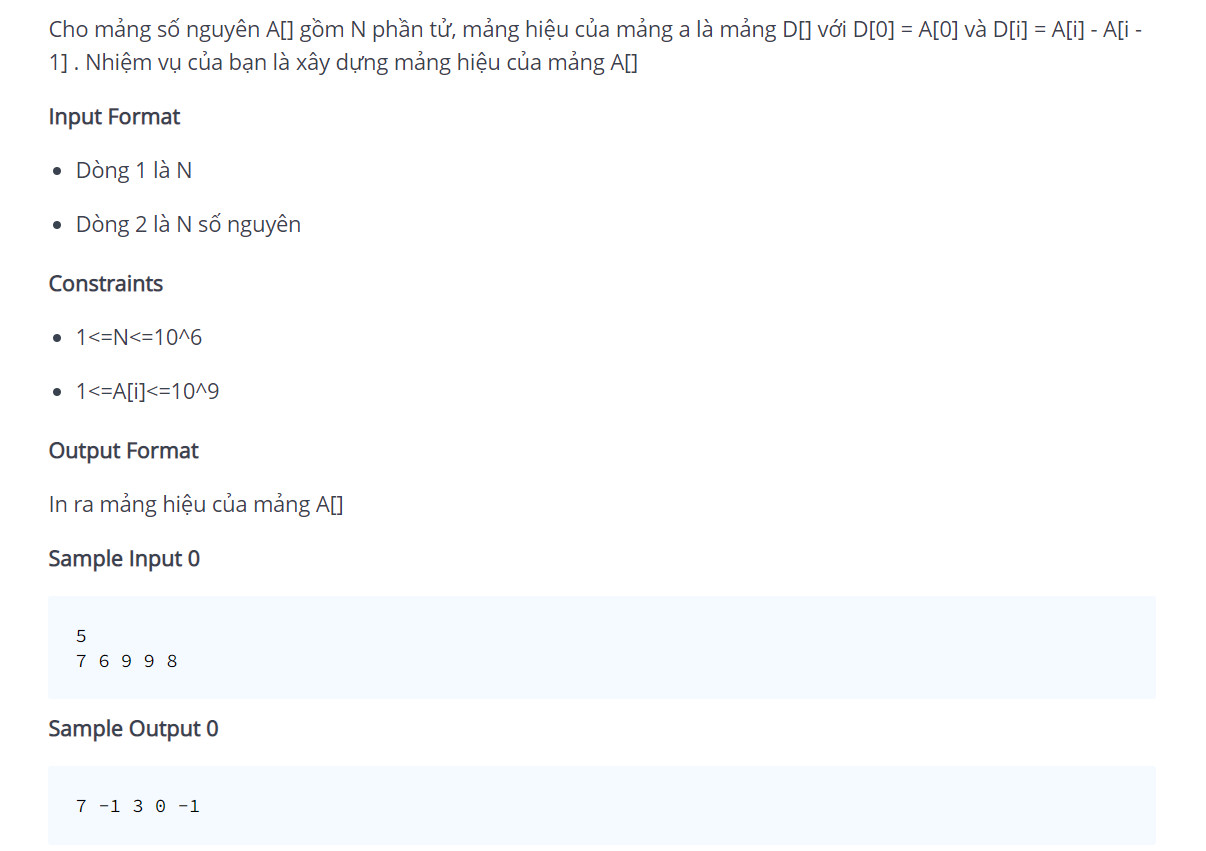 Cho mảng số nguyên A[] gồm N phần tử, mảng hiệu của mảng a là mảng D[] với D[0] = A[0] và D[i] = A[i] - A[i -
1] . Nhiệm vụ của bạn là xây dựng mảng hiệu của mảng A[]
Input Format
• Dòng 1 là N
• Dòng 2 là N số nguyên
Constraints
• 1<=N<=10^6
• 1<=A[i]<=10^9
Output Format
In ra mảng hiệu của mảng A[]
Sample Input 0
5
7 6 9 9 8
Sample Output 0
7 -1 3 0 -1